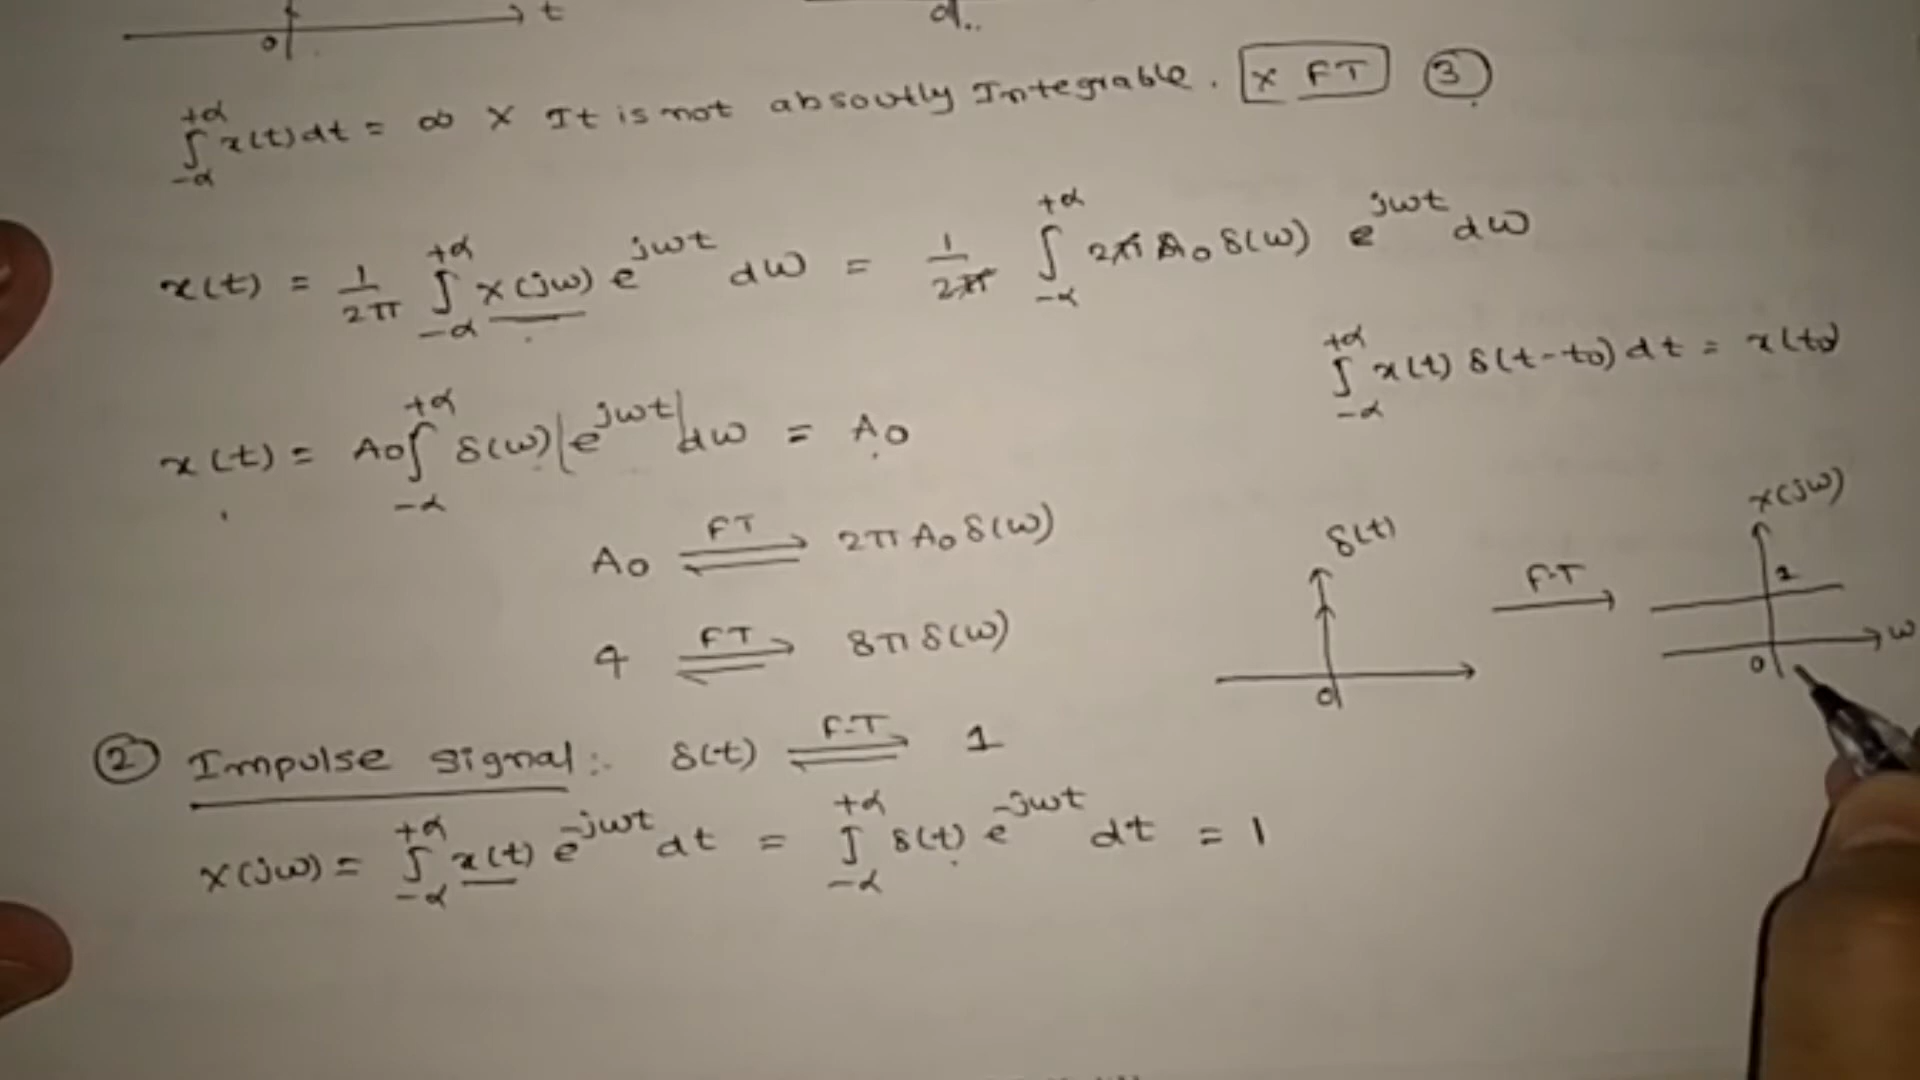 t
0
d..
+α ∫ -α x(t)dt = ∞ X It is not absoutly Integrable. x FT 3
x(t) = 1/2π +α ∫ -α x(jω) e^jωt dω = 1/2π +α ∫ -α 2π A0 δ(ω) e^jωt dω
+α ∫ -α x(t) δ(t-t0) dt = x(t0)
x(t) = A0 +α ∫ -α δ(ω) |e^jωt| dω = A0
A0 FT ⇌ 2π A0 δ(ω)
4 FT ⇌ 8π δ(ω)
δ(t)
0
F.T →
x(jω)
1
ω
0
2 Impulse signal:. δ(t) F.T ⇌ 1
x(jω) = +α ∫ -α x(t) e^-jωt dt = +α ∫ -α δ(t) e^-jωt dt = 1